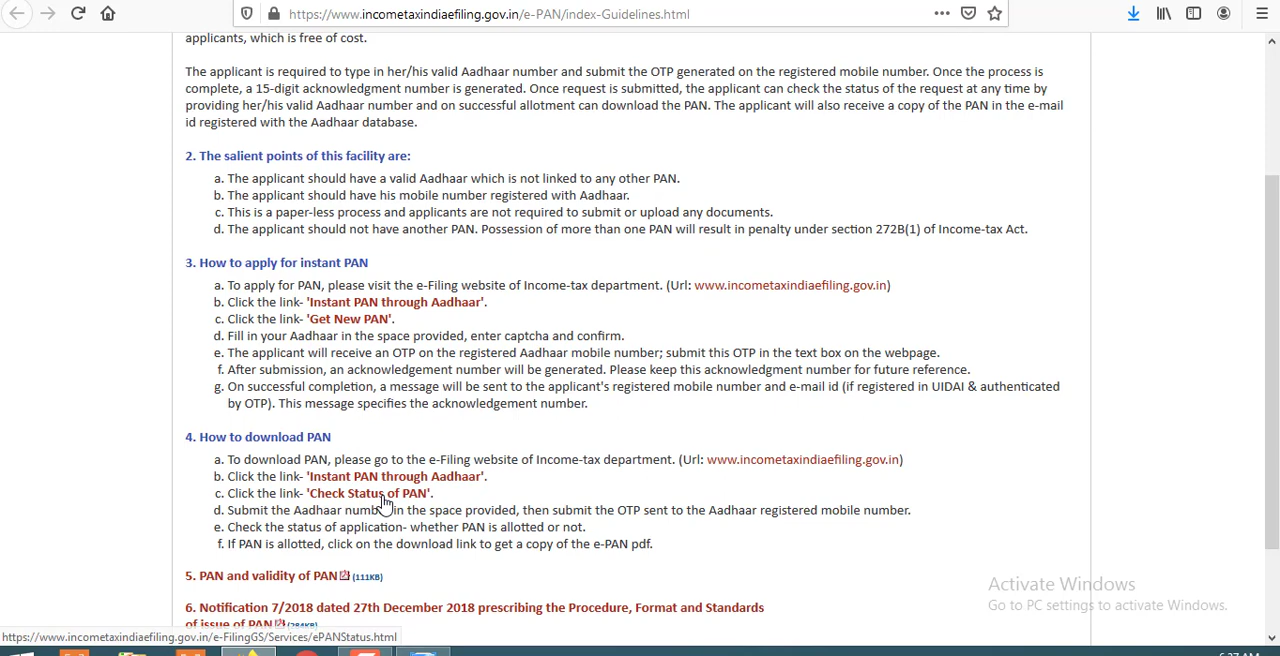 https://www.incometaxindiaefiling.gov.in/e-PAN/index-Guidelines.html
applicants, which is free of cost.
The applicant is required to type in her/his valid Aadhaar number and submit the OTP generated on the registered mobile number. Once the process is
complete, a 15-digit acknowledgment number is generated. Once request is submitted, the applicant can check the status of the request at any time by
providing her/his valid Aadhaar number and on successful allotment can download the PAN. The applicant will also receive a copy of the PAN in the e-mail
id registered with the Aadhaar database.
2. The salient points of this facility are:
a. The applicant should have a valid Aadhaar which is not linked to any other PAN.
b. The applicant should have his mobile number registered with Aadhaar.
c. This is a paper-less process and applicants are not required to submit or upload any documents.
d. The applicant should not have another PAN. Possession of more than one PAN will result in penalty under section 272B(1) of Income-tax Act.
3. How to apply for instant PAN
a. To apply for PAN, please visit the e-Filing website of Income-tax department. (Url: www.incometaxindiaefiling.gov.in)
b. Click the link- 'Instant PAN through Aadhaar'.
c. Click the link- 'Get New PAN'.
d. Fill in your Aadhaar in the space provided, enter captcha and confirm.
e. The applicant will receive an OTP on the registered Aadhaar mobile number; submit this OTP in the text box on the webpage.
f. After submission, an acknowledgement number will be generated. Please keep this acknowledgment number for future reference.
g. On successful completion, a message will be sent to the applicant's registered mobile number and e-mail id (if registered in UIDAI & authenticated
by OTP). This message specifies the acknowledgement number.
4. How to download PAN
a. To download PAN, please go to the e-Filing website of Income-tax department. (Url: www.incometaxindiaefiling.gov.in)
b. Click the link- 'Instant PAN through Aadhaar'.
c. Click the link- 'Check Status of PAN'.
d. Submit the Aadhaar number in the space provided, then submit the OTP sent to the Aadhaar registered mobile number.
e. Check the status of application- whether PAN is allotted or not.
f. If PAN is allotted, click on the download link to get a copy of the e-PAN pdf.
5. PAN and validity of PAN (111KB)
Activate Windows
Go to PC settings to activate Windows.
6. Notification 7/2018 dated 27th December 2018 prescribing the Procedure, Format and Standards
of issue of PAN (284KB)
https://www.incometaxindiaefiling.gov.in/e-FilingGS/Services/ePANStatus.html